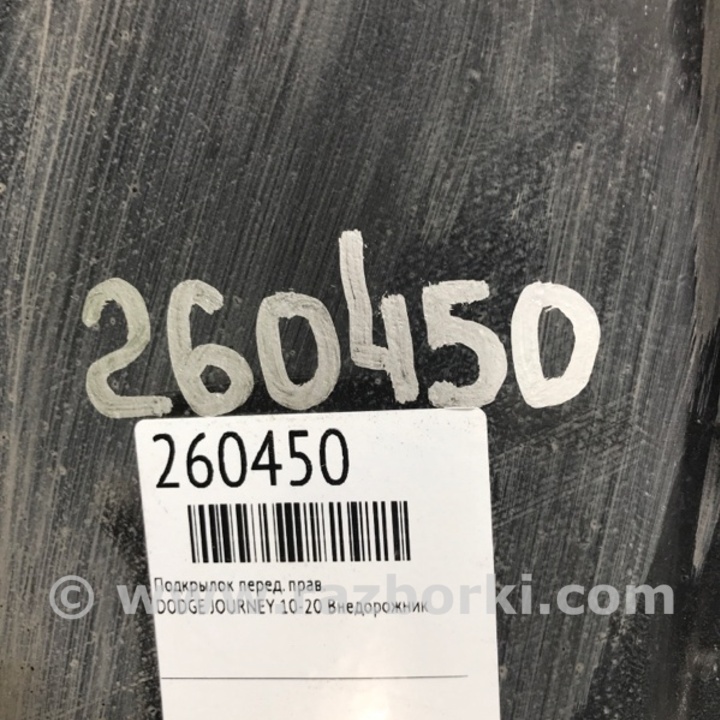 260450
260450
Подкрылок перед. прав.
© www.razborki.com
DODGE JOURNEY 10-20 Внедорожник